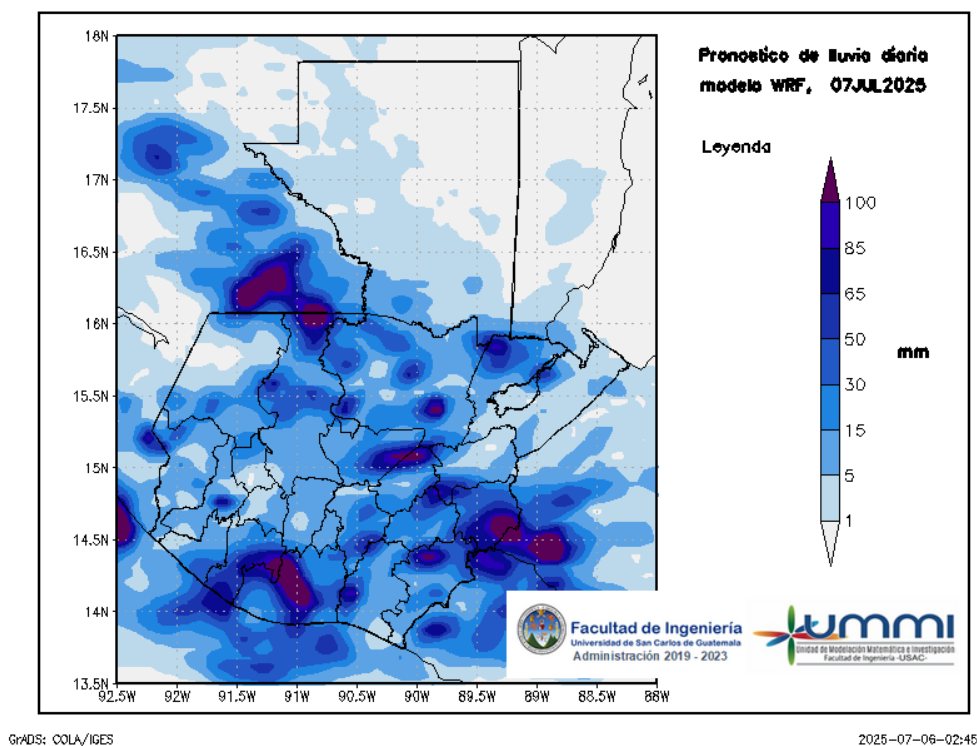 18N
17.5N
17N
16.5N
16N
15.5N
15N
14.5N
14N
13.5N
92.5W
92W
91.5W
91W
90.5W
90W
89.5W
89W
88.5W
88W
Pronostico de lluvia diaria
modelo WRF, 07JUL2025
Leyenda
100
85
65
50
30
15
5
1
mm
Facultad de Ingeniería
Universidad de San Carlos de Guatemala
Administración 2019 - 2023
ummi
Unidad de Modelación Matemática e Investigación
Facultad de Ingeniería -USAC-
GrADS: COLA/IGES
2025-07-06-02:45